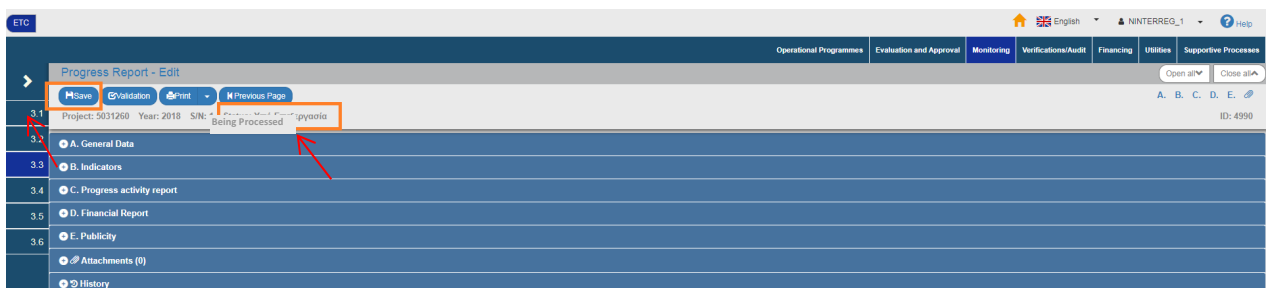 ETC English NINTERREG_1 Help
Operational Programmes Evaluation and Approval Monitoring Verifications/Audit Financing Utilities Supportive Processes
Progress Report - Edit Open all Close all
Save Validation Print Previous Page A. B. C. D. E.
3.1 Project: 5031260 Year: 2018 S/N: ID: 4990
Being Processed
3.2 A. General Data
3.3 B. Indicators
3.4 C. Progress activity report
3.5 D. Financial Report
3.6 E. Publicity
Attachments (0)
History